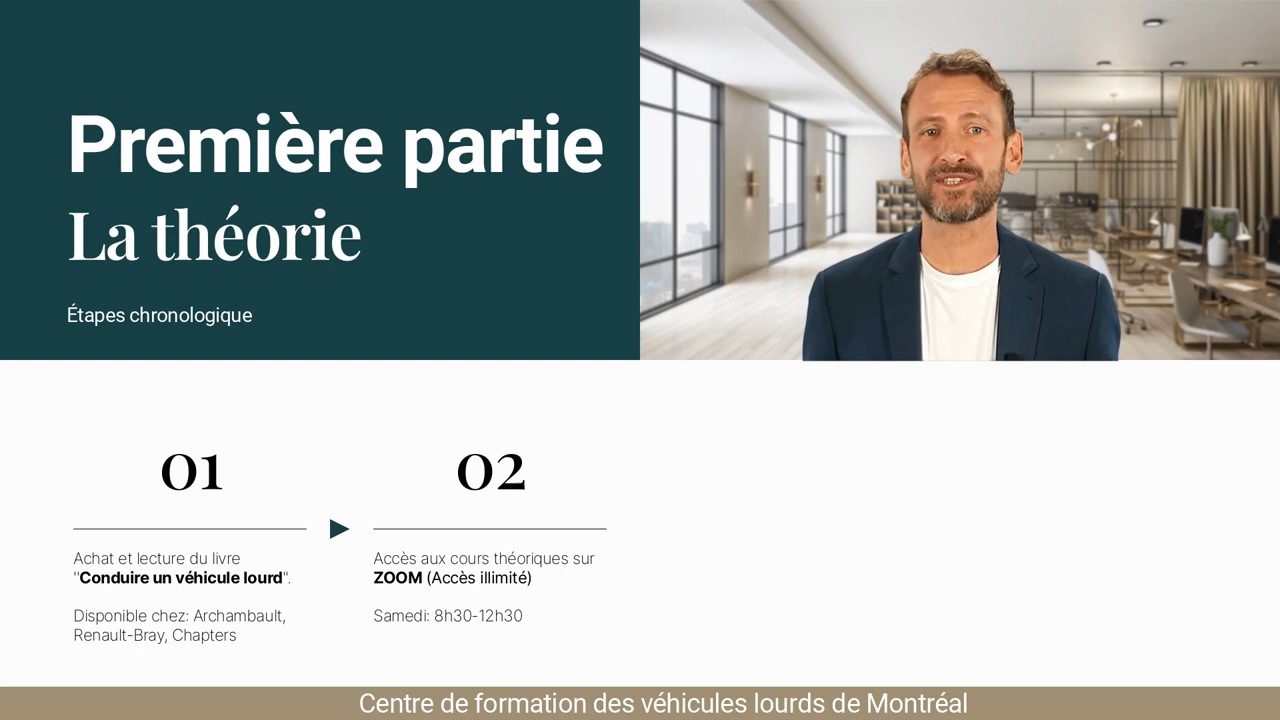 Première partie
La théorie
Étapes chronologique
01
Achat et lecture du livre
"Conduire un véhicule lourd".
Disponible chez: Archambault,
Renault-Bray, Chapters
02
Accès aux cours théoriques sur
ZOOM (Accès illimité)
Samedi: 8h30-12h30
Centre de formation des véhicules lourds de Montréal